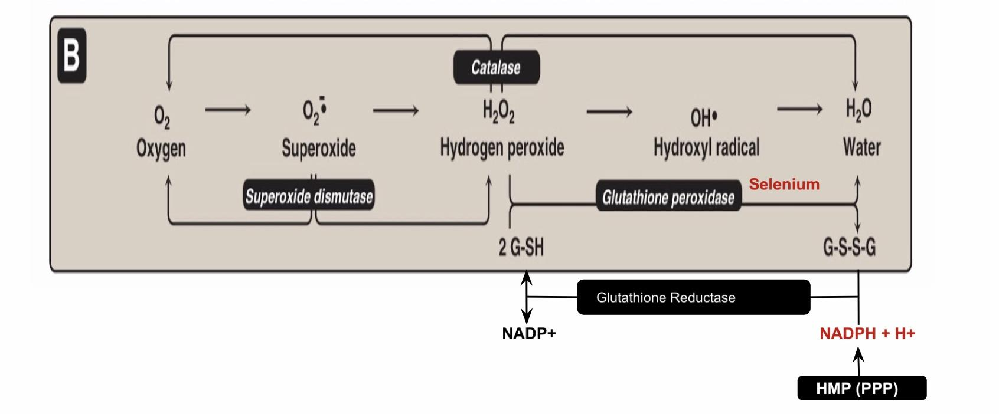 B
Catalase
O₂
O₂•̄
H₂O₂
OH•
H₂O
Oxygen
Superoxide
Hydrogen peroxide
Hydroxyl radical
Water
Superoxide dismutase
Glutathione peroxidase
Selenium
2 G-SH
G-S-S-G
Glutathione Reductase
NADP+
NADPH + H+
HMP (PPP)